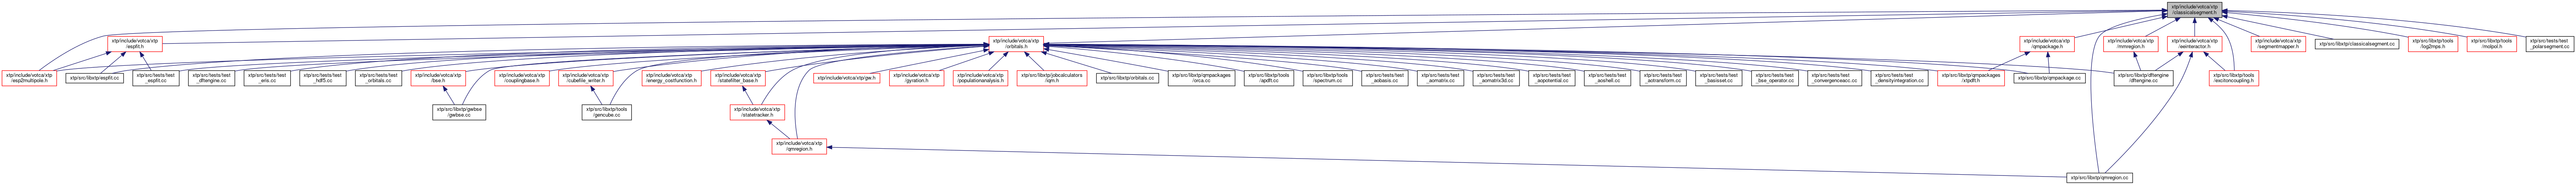 xtp/include/votca/xtp
/classicalsegment.h
xtp/include/votca/xtp
/espfit.h
xtp/include/votca/xtp
/orbitals.h
xtp/include/votca/xtp
/qmpackage.h
xtp/include/votca/xtp
/mmregion.h
xtp/include/votca/xtp
/eeinteractor.h
xtp/include/votca/xtp
/segmentmapper.h
xtp/src/libxtp/classicalsegment.cc
xtp/src/libxtp/tools
/log2mps.h
xtp/src/libxtp/tools
/molpol.h
xtp/src/tests/test
_polarsegment.cc
xtp/include/votca/xtp
/esp2multipole.h
xtp/src/libxtp/espfit.cc
xtp/src/tests/test
_espfit.cc
xtp/src/tests/test
_dftengine.cc
xtp/src/tests/test
_eris.cc
xtp/src/tests/test
_hdf5.cc
xtp/src/tests/test
_orbitals.cc
xtp/include/votca/xtp
/bse.h
xtp/include/votca/xtp
/couplingbase.h
xtp/include/votca/xtp
/cubefile_writer.h
xtp/include/votca/xtp
/energy_costfunction.h
xtp/include/votca/xtp
/statefilter_base.h
xtp/include/votca/xtp/gw.h
xtp/include/votca/xtp
/gyration.h
xtp/include/votca/xtp
/populationanalysis.h
xtp/src/libxtp/jobcalculators
/iqm.h
xtp/src/libxtp/orbitals.cc
xtp/src/libxtp/qmpackages
/orca.cc
xtp/src/libxtp/tools
/apdft.cc
xtp/src/libxtp/tools
/spectrum.cc
xtp/src/tests/test
_aobasis.cc
xtp/src/tests/test
_aomatrix.cc
xtp/src/tests/test
_aomatrix3d.cc
xtp/src/tests/test
_aopotential.cc
xtp/src/tests/test
_aoshell.cc
xtp/src/tests/test
_aotransform.cc
xtp/src/tests/test
_basisset.cc
xtp/src/tests/test
_bse_operator.cc
xtp/src/tests/test
_convergenceacc.cc
xtp/src/tests/test
_densityintegration.cc
xtp/src/libxtp/qmpackages
/xtpdft.h
xtp/src/libxtp/qmpackage.cc
xtp/src/libxtp/dftengine
/dftengine.cc
xtp/src/libxtp/tools
/excitoncoupling.h
xtp/src/libxtp/gwbse
/gwbse.cc
xtp/src/libxtp/tools
/gencube.cc
xtp/include/votca/xtp
/statetracker.h
xtp/include/votca/xtp
/qmregion.h
xtp/src/libxtp/qmregion.cc